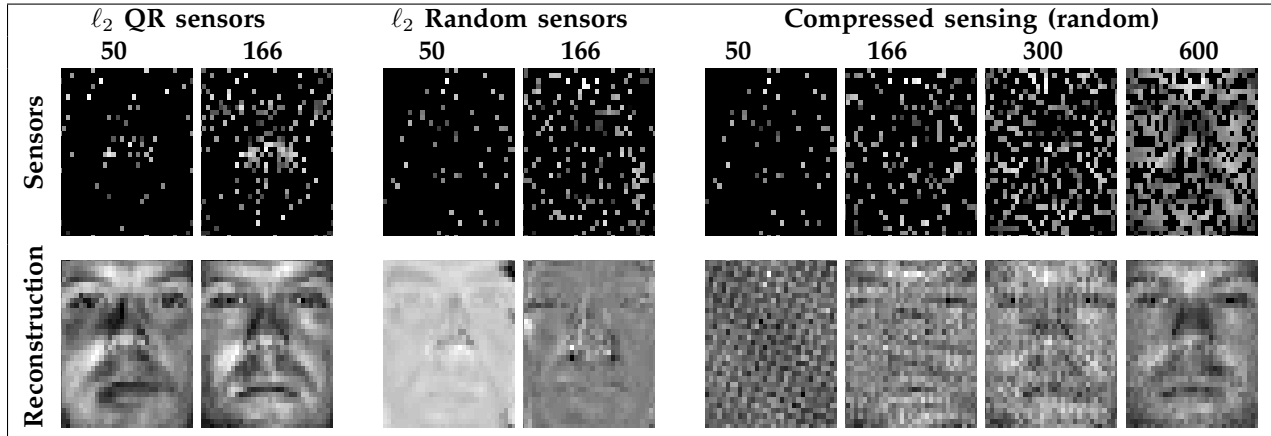 ℓ₂ QR sensors ℓ₂ Random sensors Compressed sensing (random)
50 166 50 166 50 166 300 600
Sensors
Reconstruction